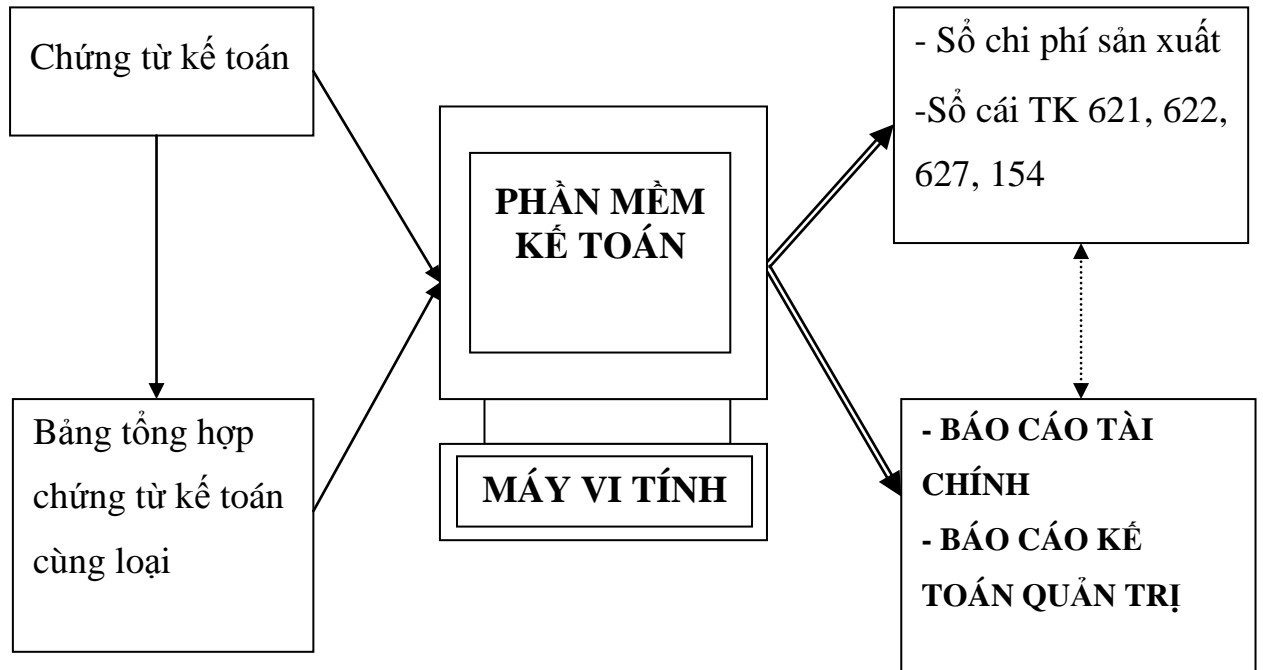 Chứng từ kế toán
Bảng tổng hợp
chứng từ kế toán
cùng loại
PHẦN MỀM
KẾ TOÁN
MÁY VI TÍNH
- Sổ chi phí sản xuất
-Sổ cái TK 621, 622,
627, 154
- BÁO CÁO TÀI
CHÍNH
- BÁO CÁO KẾ
TOÁN QUẢN TRỊ